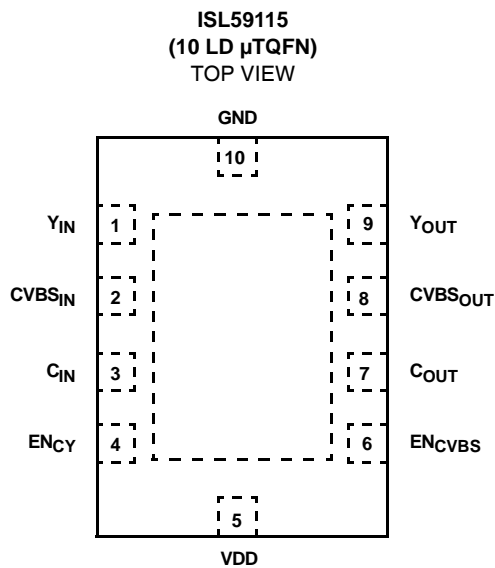 ISL59115
(10 LD µTQFN)
TOP VIEW
GND
10
YIN 1 9 YOUT
CVBSIN 2 8 CVBSOUT
CIN 3 7 COUT
ENCY 4 6 ENCVBS
5
VDD